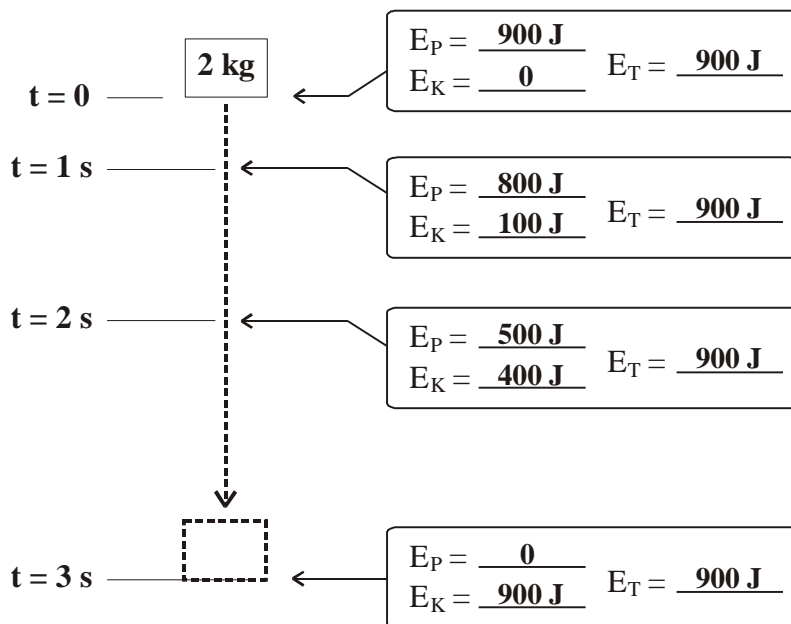 2 kg
t = 0
E_P = 900 J
E_K = 0
E_T = 900 J
t = 1 s
E_P = 800 J
E_K = 100 J
E_T = 900 J
t = 2 s
E_P = 500 J
E_K = 400 J
E_T = 900 J
t = 3 s
E_P = 0
E_K = 900 J
E_T = 900 J